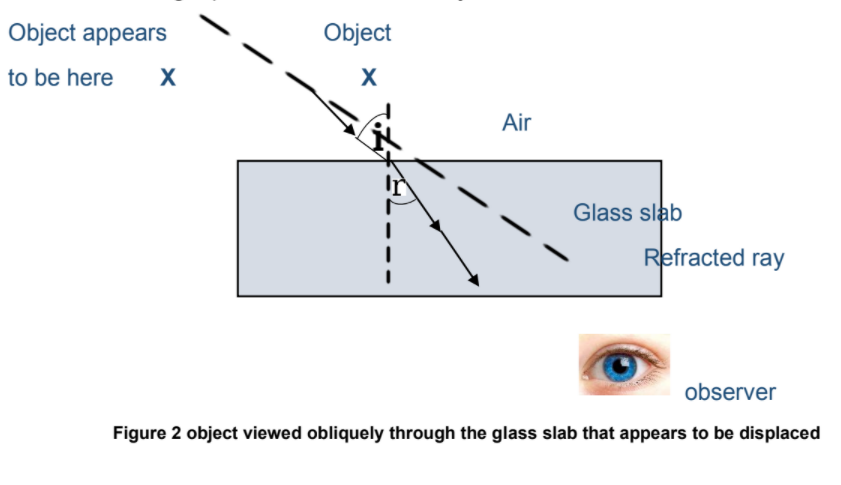 Object appears
to be here X
Object
X
Air
i
r
Glass slab
Refracted ray
observer
Figure 2 object viewed obliquely through the glass slab that appears to be displaced